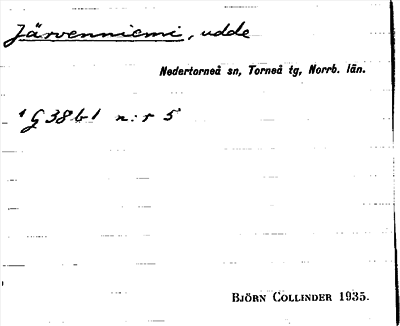 Järvenniemi, udde
Nedertorneå sn, Torneå tg, Norrb. län.
1 G 38 b 1 n:r 5
BJÖRN COLLINDER 1935.